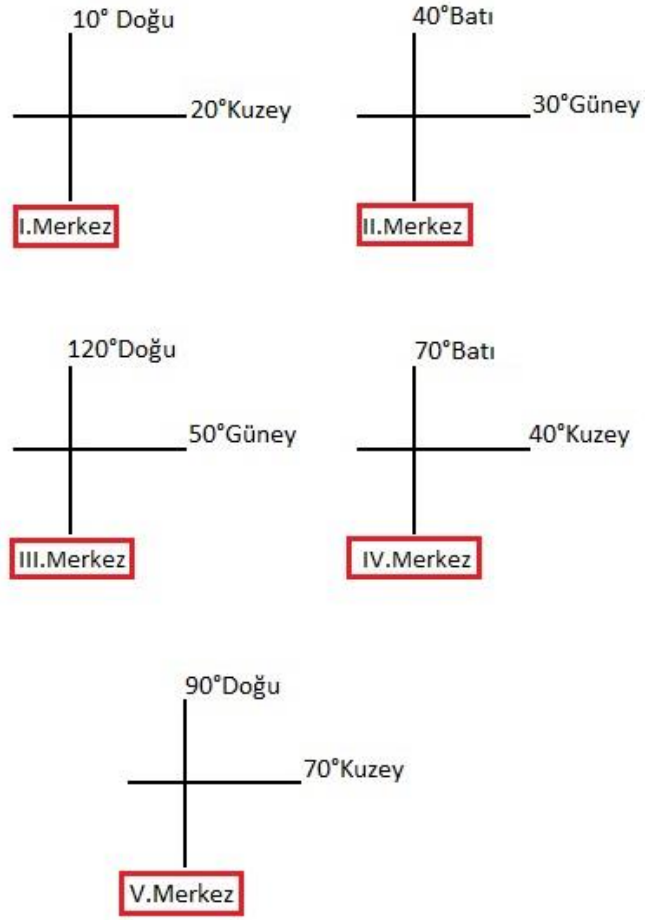 10° Doğu
40°Batı
20°Kuzey
30°Güney
I.Merkez
II.Merkez
120°Doğu
70°Batı
50°Güney
40°Kuzey
III.Merkez
IV.Merkez
90°Doğu
70°Kuzey
V.Merkez